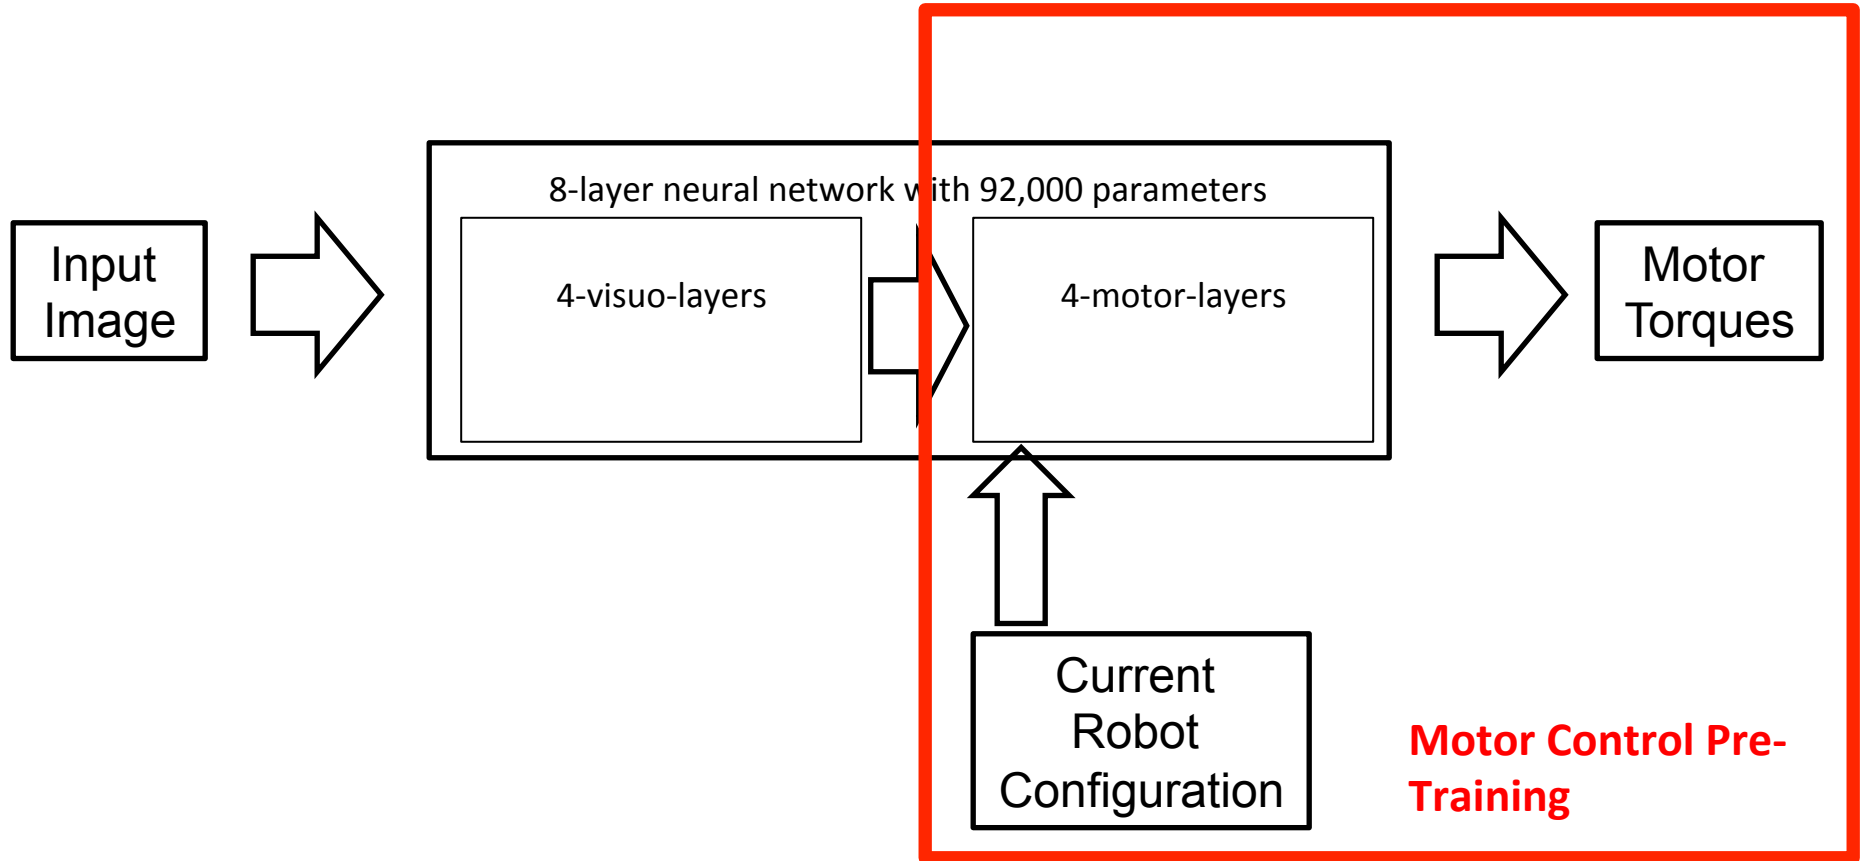 8-layer neural network with 92,000 parameters
Input
Image
4-visuo-layers
4-motor-layers
Motor
Torques
Current
Robot
Configuration
Motor Control Pre-
Training